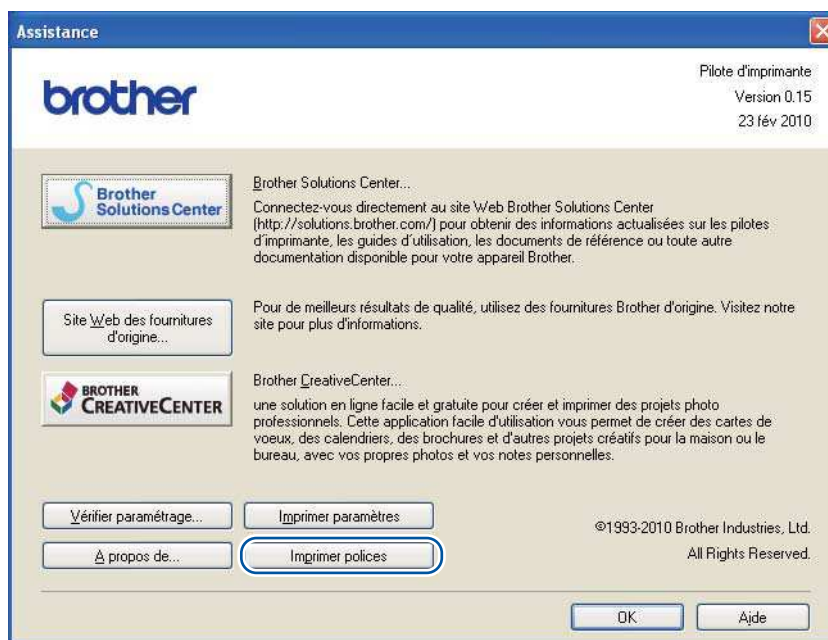 Assistance
brother
Pilote d'imprimante
Version 0.15
23 fév 2010
Brother
Solutions Center
Brother Solutions Center...
Connectez-vous directement au site Web Brother Solutions Center
(http://solutions.brother.com/) pour obtenir des informations actualisées sur les pilotes
d'imprimante, les guides d'utilisation, les documents de référence ou toute autre
documentation disponible pour votre appareil Brother.
Site Web des fournitures
d'origine...
Pour de meilleurs résultats de qualité, utilisez des fournitures Brother d'origine. Visitez notre
site pour plus d'informations.
BROTHER
CREATIVECENTER
Brother CreativeCenter...
une solution en ligne facile et gratuite pour créer et imprimer des projets photo
professionnels. Cette application facile d'utilisation vous permet de créer des cartes de
voeux, des calendriers, des brochures et d'autres projets créatifs pour la maison ou le
bureau, avec vos propres photos et vos notes personnelles.
Vérifier paramétrage...
Imprimer paramètres
©1993-2010 Brother Industries, Ltd.
A propos de...
Imprimer polices
All Rights Reserved.
OK
Aide